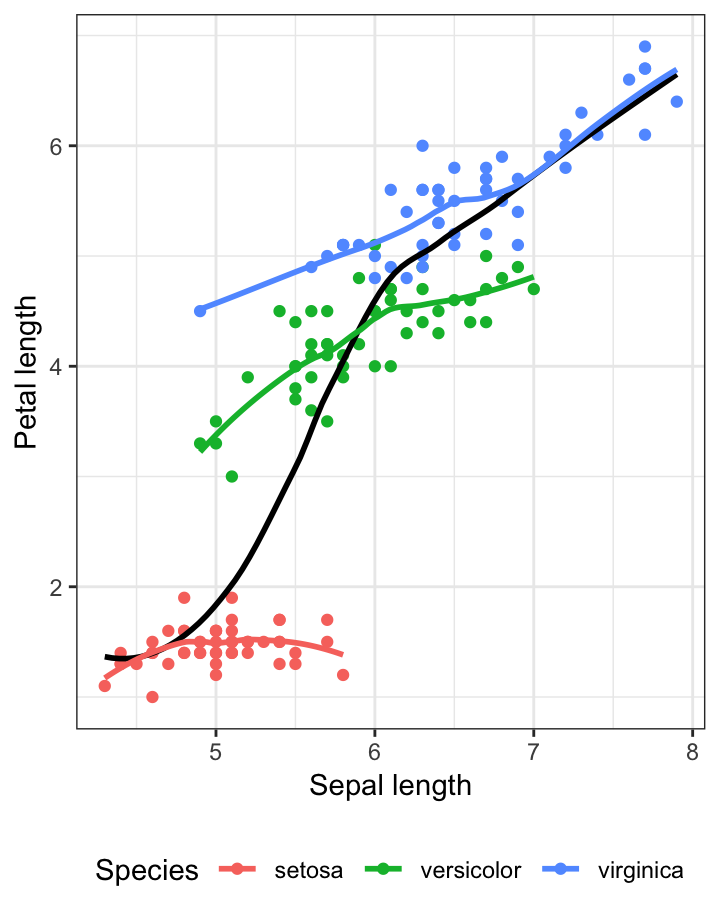 6
4
2
Petal length
5 6 7 8
Sepal length
Species setosa versicolor virginica